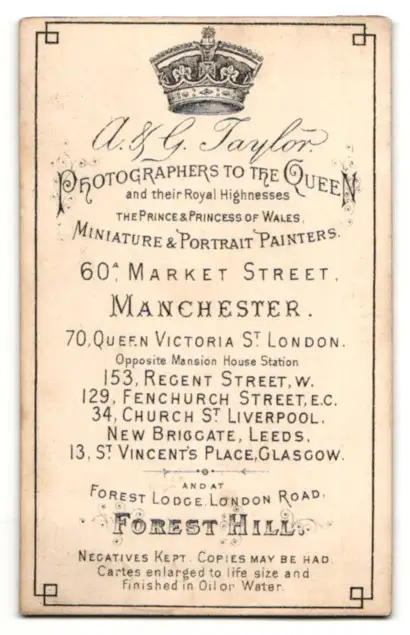 A. & G. Taylor.
PHOTOGRAPHERS TO THE QUEEN
and their Royal Highnesses
THE PRINCE & PRINCESS OF WALES,
MINIATURE & PORTRAIT PAINTERS.
60A MARKET STREET,
MANCHESTER.
70, QUEEN VICTORIA ST LONDON.
Opposite Mansion House Station
153, REGENT STREET, W.
129, FENCHURCH STREET, E.C.
34, CHURCH ST LIVERPOOL.
NEW BRIGGATE, LEEDS.
13, ST VINCENT'S PLACE, GLASGOW.
AND AT
FOREST LODGE, LONDON ROAD,
FOREST HILL.
NEGATIVES KEPT. COPIES MAY BE HAD.
Cartes enlarged to life size and
finished in Oil or Water.